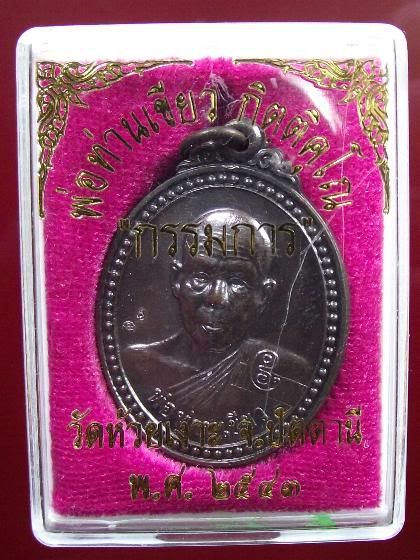 พ่อท่านเขียว กิตติคุโณ
"กรรมการ"
วัดห้วยเงาะ จ.ปัตตานี
พ.ศ. ๒๕๔๓